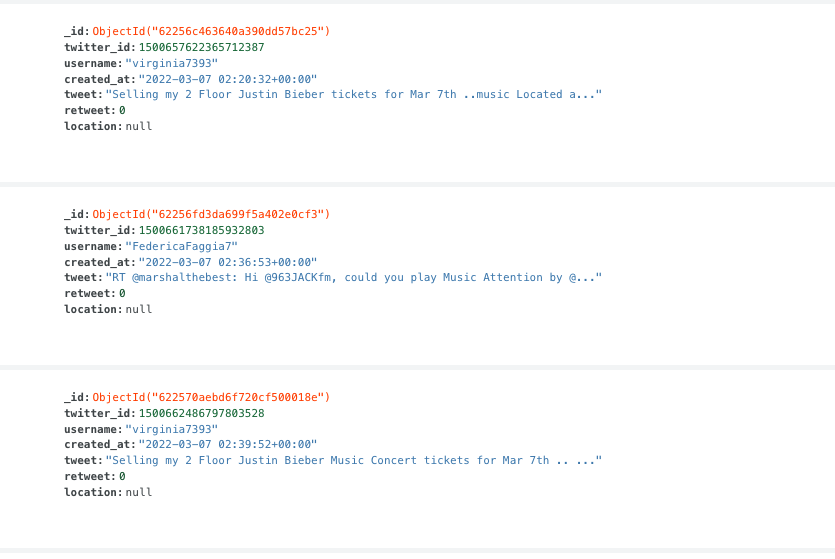 _id: ObjectId("62256c463640a390dd57bc25")
twitter_id: 1500657622365712387
username: "virginia7393"
created_at: "2022-03-07 02:20:32+00:00"
tweet: "Selling my 2 Floor Justin Bieber tickets for Mar 7th ..music Located a..."
retweet: 0
location: null
_id: ObjectId("62256fd3da699f5a402e0cf3")
twitter_id: 1500661738185932803
username: "FedericaFaggia7"
created_at: "2022-03-07 02:36:53+00:00"
tweet: "RT @marshalthebest: Hi @963JACKfm, could you play Music Attention by @..."
retweet: 0
location: null
_id: ObjectId("622570aebd6f720cf500018e")
twitter_id: 1500662486797803528
username: "virginia7393"
created_at: "2022-03-07 02:39:52+00:00"
tweet: "Selling my 2 Floor Justin Bieber Music Concert tickets for Mar 7th .. ..."
retweet: 0
location: null